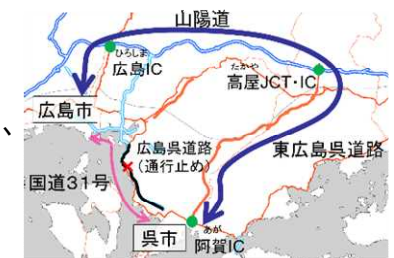 山陽道
ひろしま
広島IC
たかや
高屋JCT・IC
広島市
、
広島呉道路
(通行止め)
東広島呉道路
国道31号
呉市
あが
阿賀IC